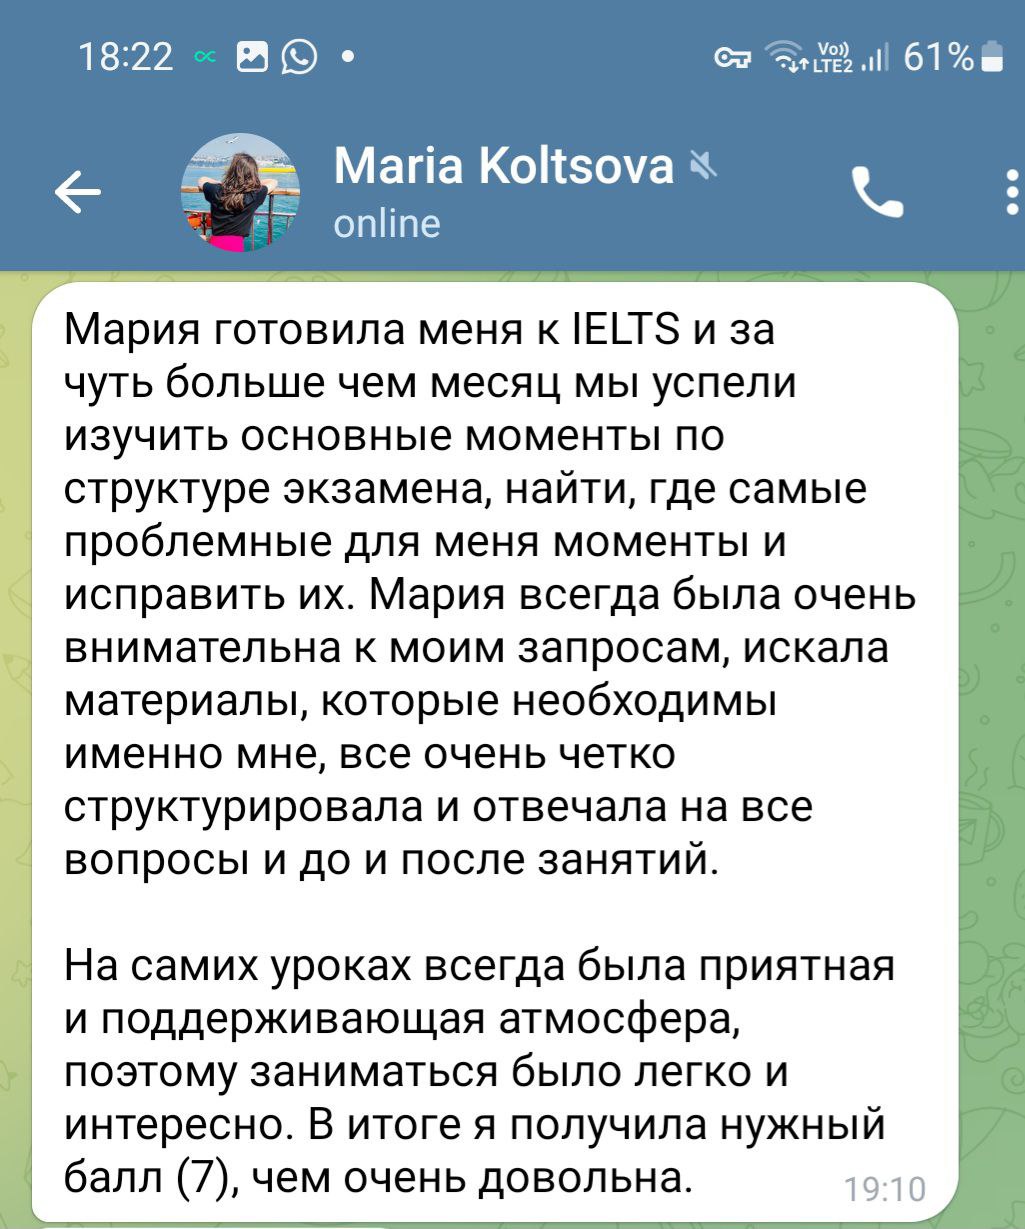 18:22
Vo))
LTE2
61%
Maria Koltsova
online
Мария готовила меня к IELTS и за
чуть больше чем месяц мы успели
изучить основные моменты по
структуре экзамена, найти, где самые
проблемные для меня моменты и
исправить их. Мария всегда была очень
внимательна к моим запросам, искала
материалы, которые необходимы
именно мне, все очень четко
структурировала и отвечала на все
вопросы и до и после занятий.
На самих уроках всегда была приятная
и поддерживающая атмосфера,
поэтому заниматься было легко и
интересно. В итоге я получила нужный
балл (7), чем очень довольна.
19:10